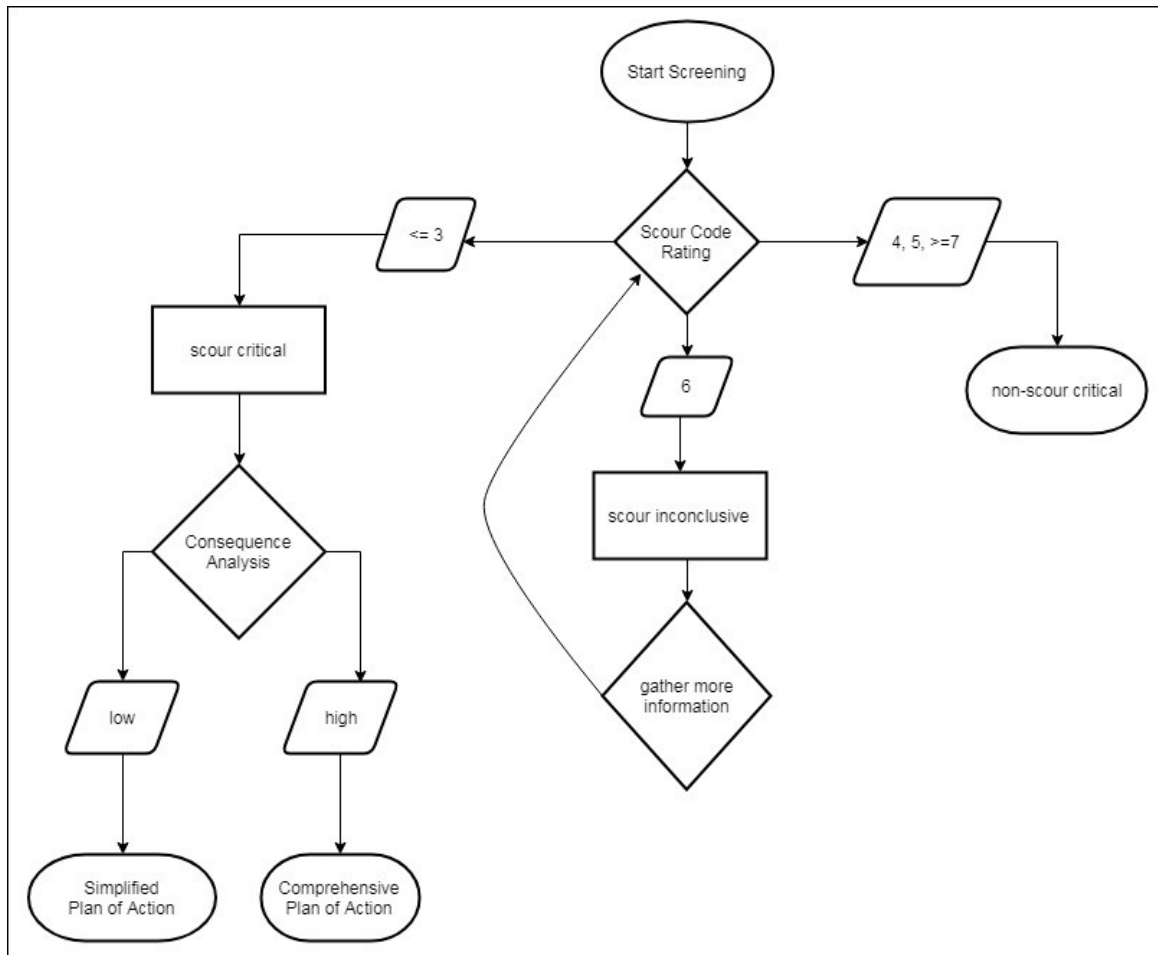 Start Screening
<= 3
Scour Code
Rating
4, 5, >=7
scour critical
6
non-scour critical
scour inconclusive
Consequence
Analysis
gather more
information
low
high
Simplified
Plan of Action
Comprehensive
Plan of Action